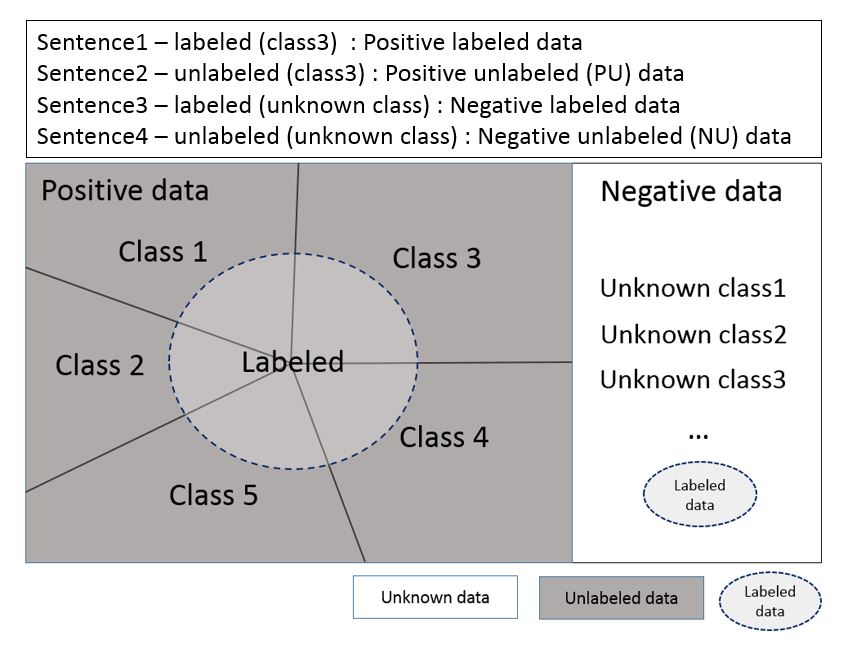 Sentence1 – labeled (class3)  : Positive labeled data
Sentence2 – unlabeled (class3) : Positive unlabeled (PU) data
Sentence3 – labeled (unknown class) : Negative labeled data
Sentence4 – unlabeled (unknown class) : Negative unlabeled (NU) data
Positive data
Class 1
Class 3
Class 2
Labeled
Class 4
Class 5
Negative data
Unknown class1
Unknown class2
Unknown class3
...
Labeled
data
Unknown data
Unlabeled data
Labeled
data